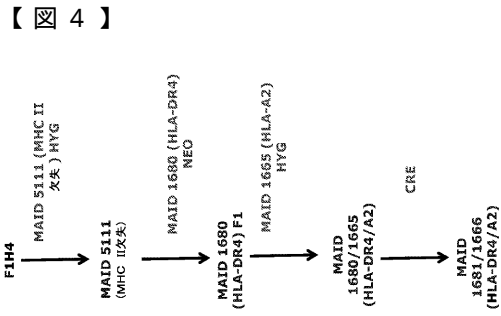 【図４】
F1H4
MAID 5111 (MHC II
欠失) HYG
MAID 5111
(MHC II欠失)
MAID 1680 (HLA-DR4)
NEO
MAID 1680
(HLA-DR4) F1
MAID 1665 (HLA-A2)
HYG
MAID
1680/1665
(HLA-DR4/A2)
CRE
MAID
1681/1666
(HLA-DR4/A2)